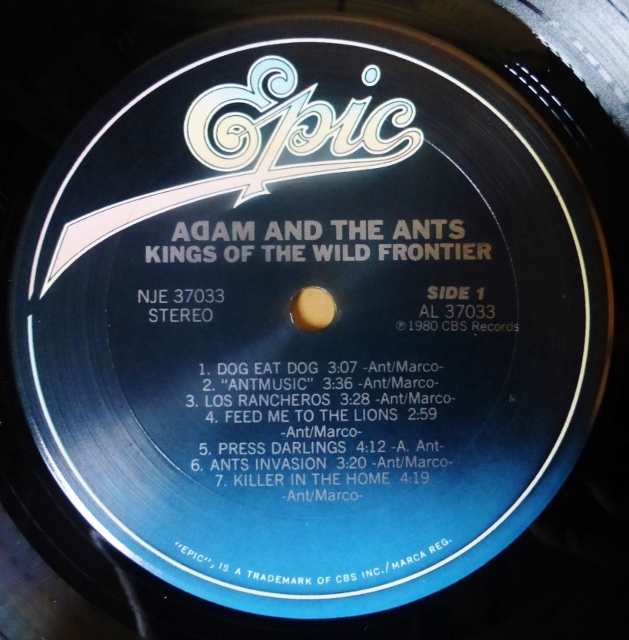 Epic
ADAM AND THE ANTS
KINGS OF THE WILD FRONTIER
NJE 37033
STEREO
SIDE 1
AL 37033
℗1980 CBS Records
1. DOG EAT DOG 3:07 -Ant/Marco-
2. “ANTMUSIC” 3:36 -Ant/Marco-
3. LOS RANCHEROS 3:28 -Ant/Marco-
4. FEED ME TO THE LIONS 2:59
-Ant/Marco-
5. PRESS DARLINGS 4:12 -A. Ant-
6. ANTS INVASION 3:20 -Ant/Marco-
7. KILLER IN THE HOME 4:19
-Ant/Marco-
"EPIC", IS A TRADEMARK OF CBS INC./MARCA REG.